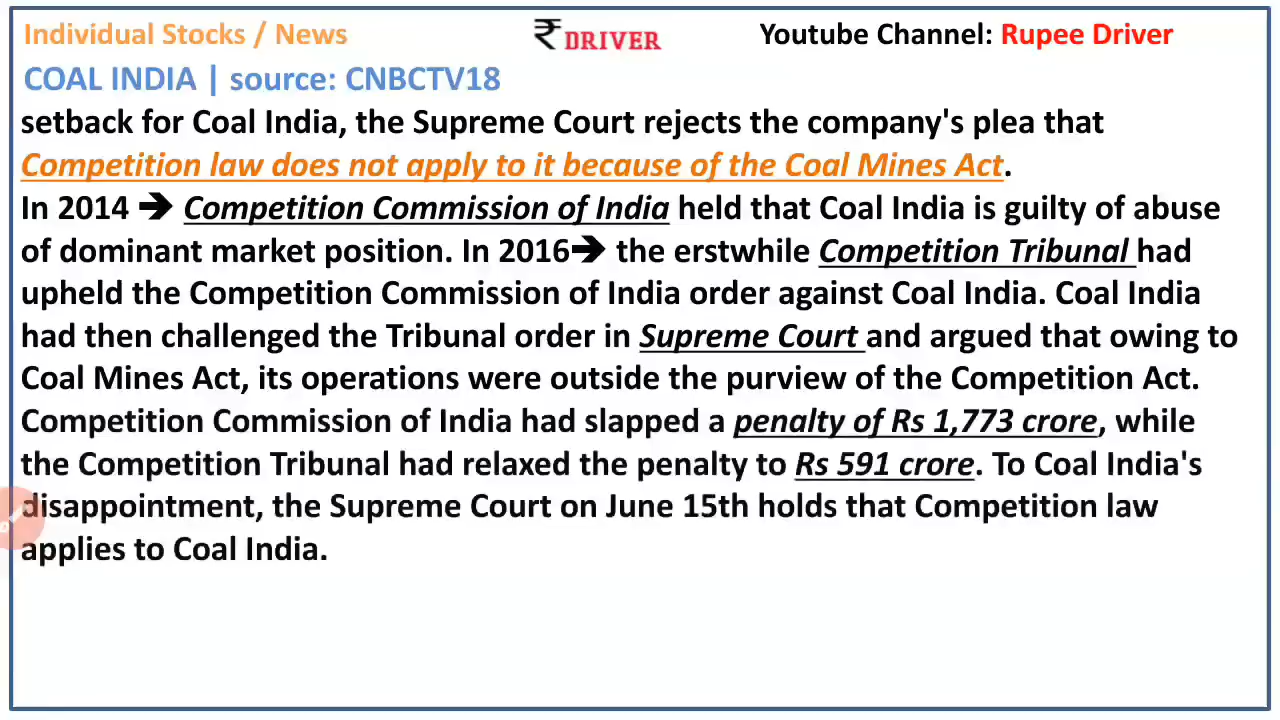 Individual Stocks / News ₹ DRIVER Youtube Channel: Rupee Driver
COAL INDIA | source: CNBCTV18
setback for Coal India, the Supreme Court rejects the company's plea that
Competition law does not apply to it because of the Coal Mines Act.
In 2014 ➔ Competition Commission of India held that Coal India is guilty of abuse
of dominant market position. In 2016➔ the erstwhile Competition Tribunal had
upheld the Competition Commission of India order against Coal India. Coal India
had then challenged the Tribunal order in Supreme Court and argued that owing to
Coal Mines Act, its operations were outside the purview of the Competition Act.
Competition Commission of India had slapped a penalty of Rs 1,773 crore, while
the Competition Tribunal had relaxed the penalty to Rs 591 crore. To Coal India's
disappointment, the Supreme Court on June 15th holds that Competition law
applies to Coal India.